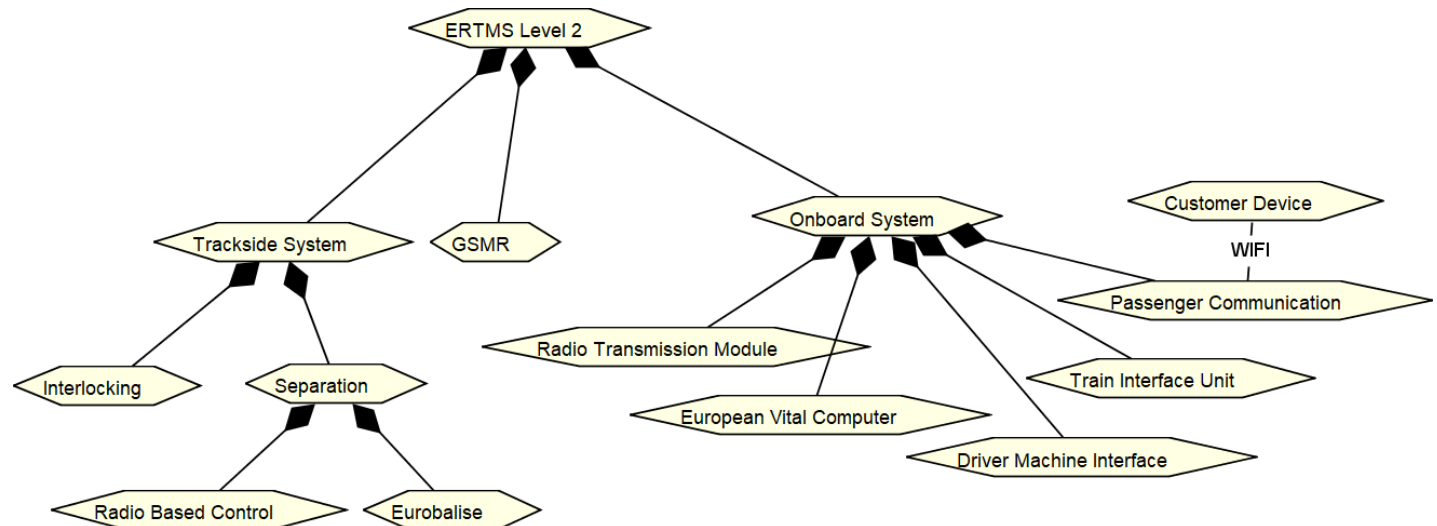 ERTMS Level 2
Customer Device
Onboard System
Trackside System
GSMR
WIFI
Passenger Communication
Radio Transmission Module
Train Interface Unit
Interlocking
Separation
European Vital Computer
Driver Machine Interface
Radio Based Control
Eurobalise